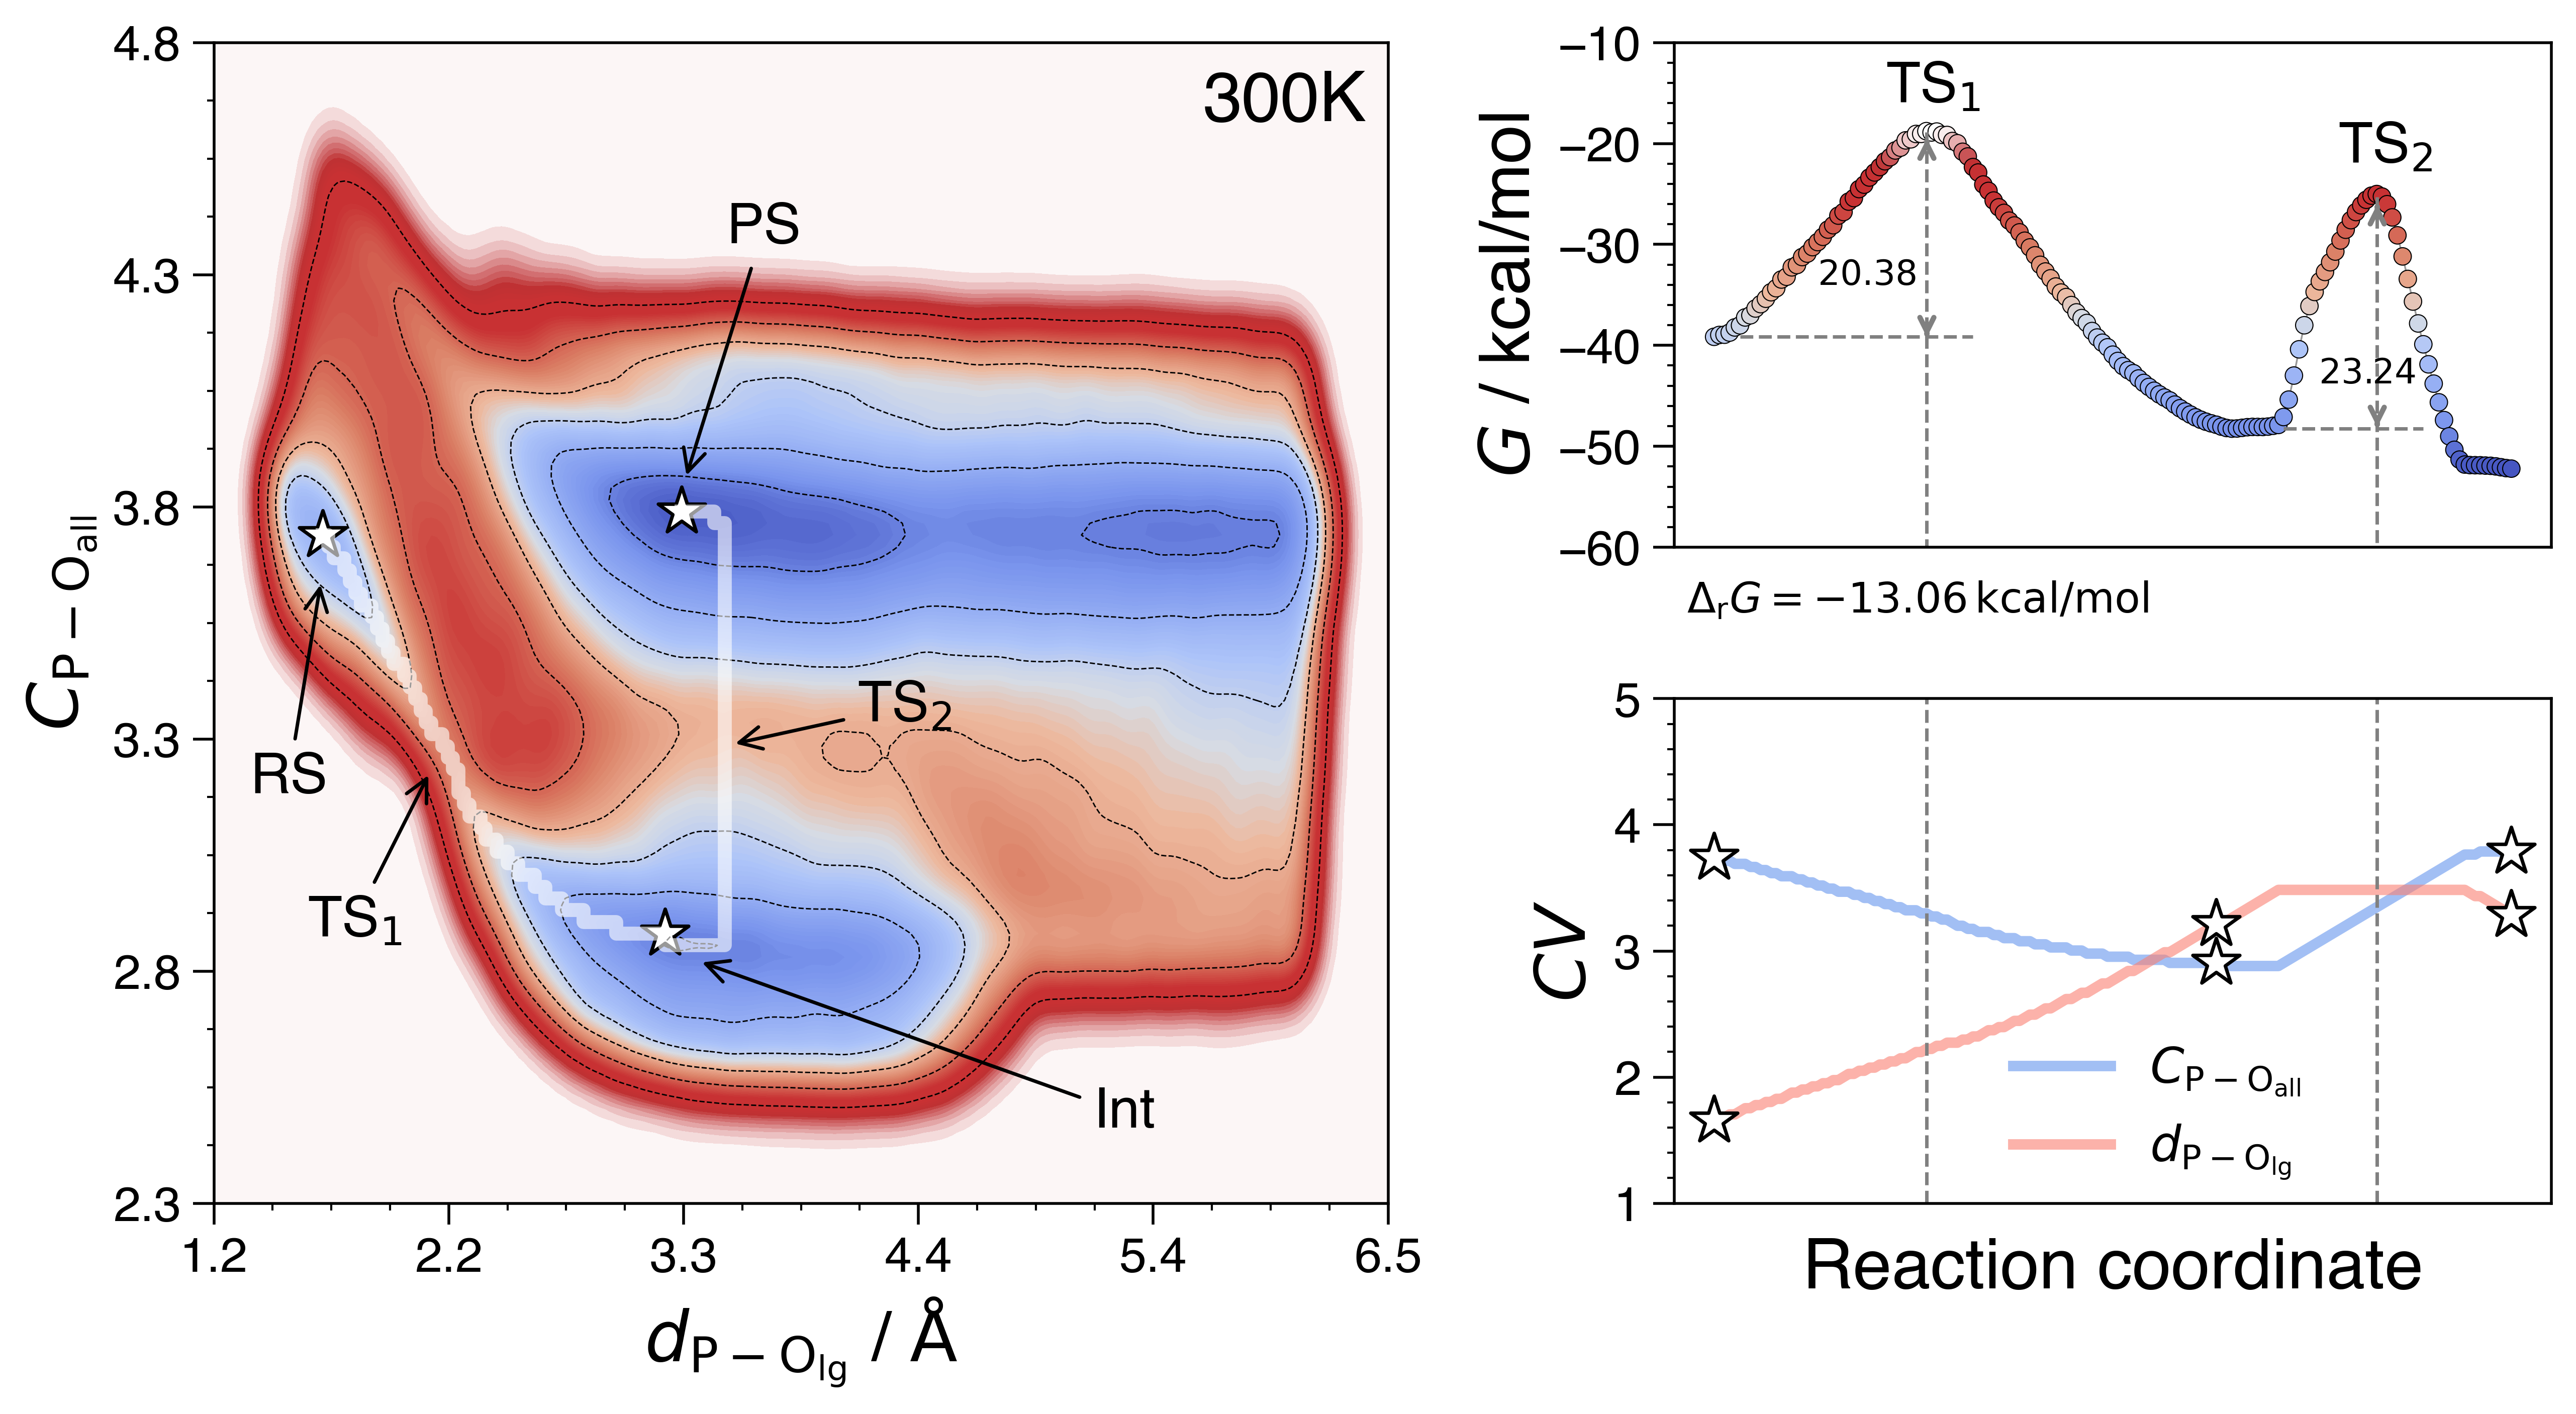 4.8
4.3
3.8
3.3
2.8
2.3
C_P − O_all
300K
PS
RS
TS₁
TS₂
Int
1.2 2.2 3.3 4.4 5.4 6.5
d_P − O_lg / Å
−10
−20
−30
−40
−50
−60
G / kcal/mol
TS₁
TS₂
20.38
23.24
Δ_rG = −13.06 kcal/mol
5
4
3
2
1
CV
C_P − O_all
d_P − O_lg
Reaction coordinate